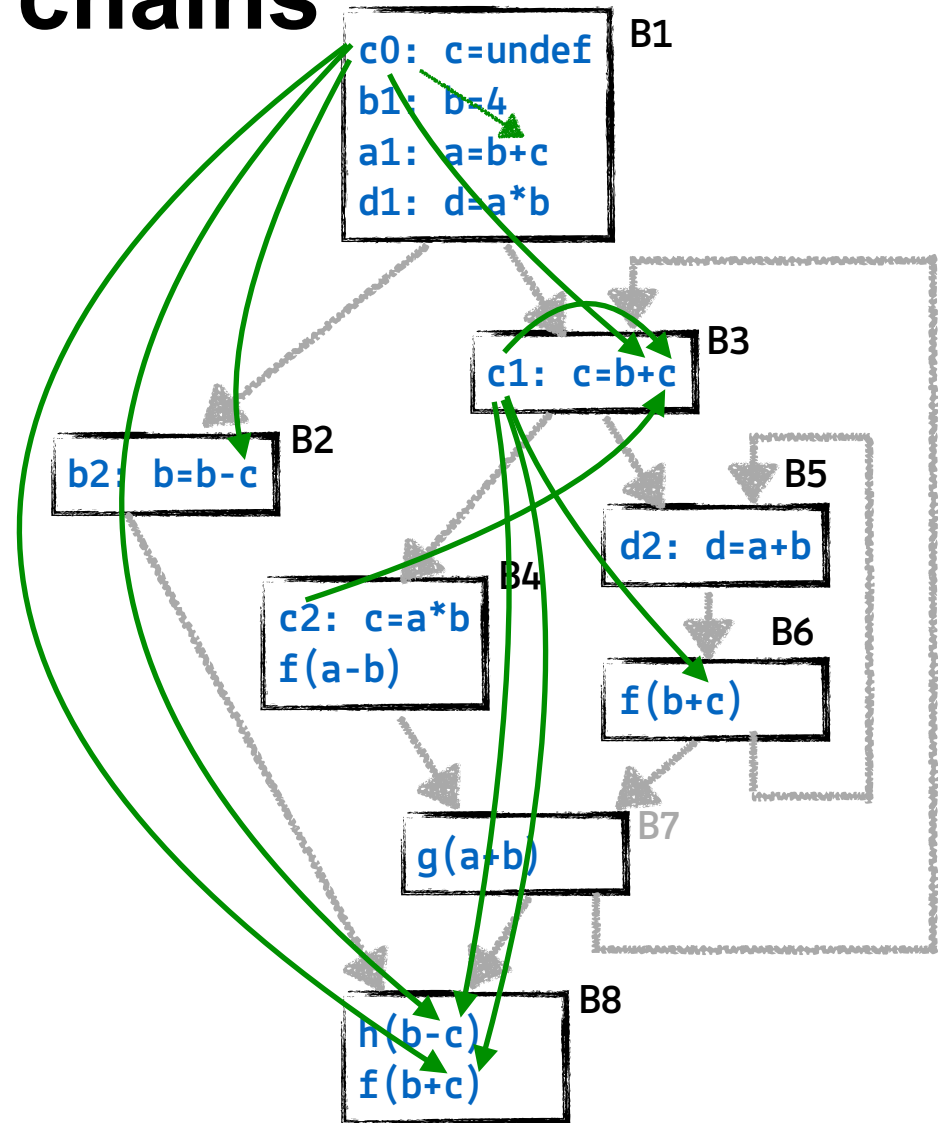 chains
B1
c0: c=undef
b1: b=4
a1: a=b+c
d1: d=a*b
B3
c1: c=b+c
B2
b2: b=b-c
B5
d2: d=a+b
B4
c2: c=a*b
f(a-b)
B6
f(b+c)
B7
g(a+b)
B8
h(b-c)
f(b+c)